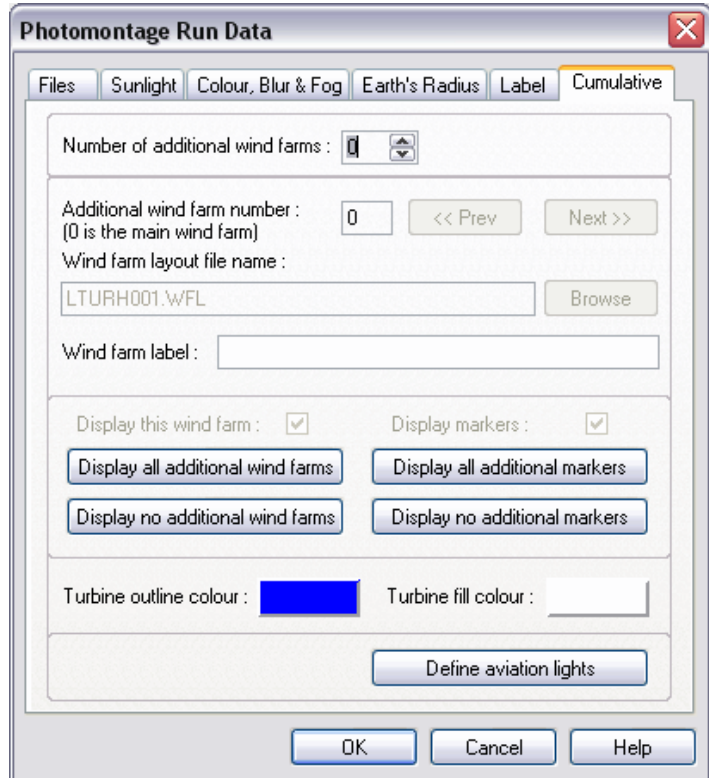 Photomontage Run Data
Files Sunlight Colour, Blur & Fog Earth's Radius Label Cumulative
Number of additional wind farms : 0
Additional wind farm number :
(0 is the main wind farm)
0 << Prev Next >>
Wind farm layout file name :
LTURH001.WFL Browse
Wind farm label :
Display this wind farm : Display markers :
Display all additional wind farms Display all additional markers
Display no additional wind farms Display no additional markers
Turbine outline colour : Turbine fill colour :
Define aviation lights
OK Cancel Help